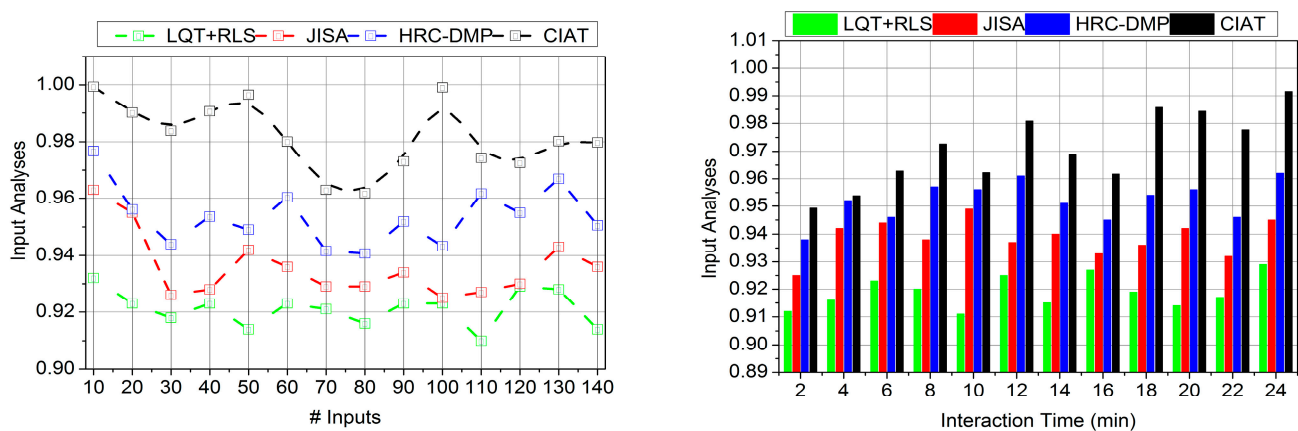 LQT+RLS JISA HRC-DMP CIAT
Input Analyses
1.00
0.98
0.96
0.94
0.92
0.90
10 20 30 40 50 60 70 80 90 100 110 120 130 140
# Inputs
LQT+RLS JISA HRC-DMP CIAT
Input Analyses
1.01
1.00
0.99
0.98
0.97
0.96
0.95
0.94
0.93
0.92
0.91
0.90
0.89
2 4 6 8 10 12 14 16 18 20 22 24
Interaction Time (min)